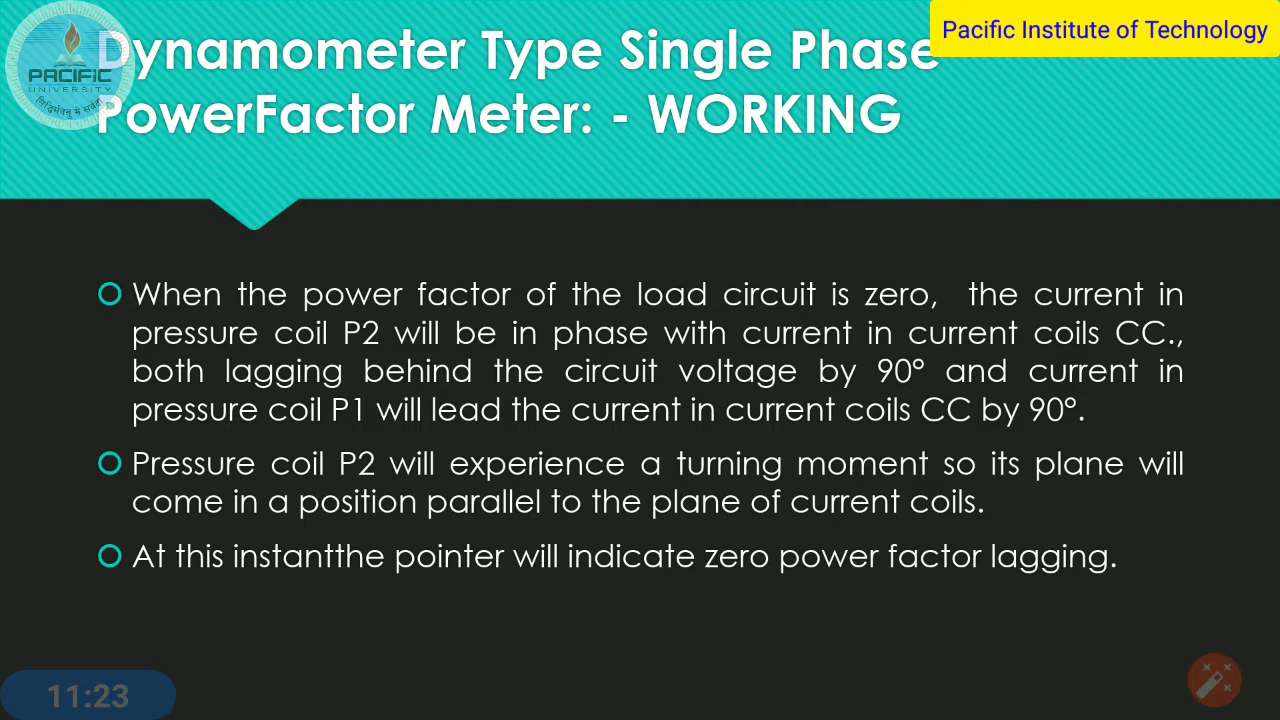 Pacific Institute of Technology
Dynamometer Type Single Phase
PowerFactor Meter: - WORKING
PACIFIC
UNIVERSITY
When the power factor of the load circuit is zero, the current in
pressure coil P2 will be in phase with current in current coils CC.,
both lagging behind the circuit voltage by 90° and current in
pressure coil P1 will lead the current in current coils CC by 90°.
Pressure coil P2 will experience a turning moment so its plane will
come in a position parallel to the plane of current coils.
At this instantthe pointer will indicate zero power factor lagging.
11:23